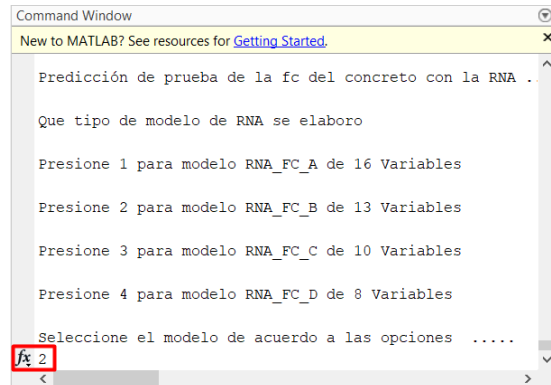 Command Window
New to MATLAB? See resources for Getting Started.
Predicción de prueba de la fc del concreto con la RNA .
Que tipo de modelo de RNA se elaboro
Presione 1 para modelo RNA_FC_A de 16 Variables
Presione 2 para modelo RNA_FC_B de 13 Variables
Presione 3 para modelo RNA_FC_C de 10 Variables
Presione 4 para modelo RNA_FC_D de 8 Variables
Seleccione el modelo de acuerdo a las opciones .....
fx 2